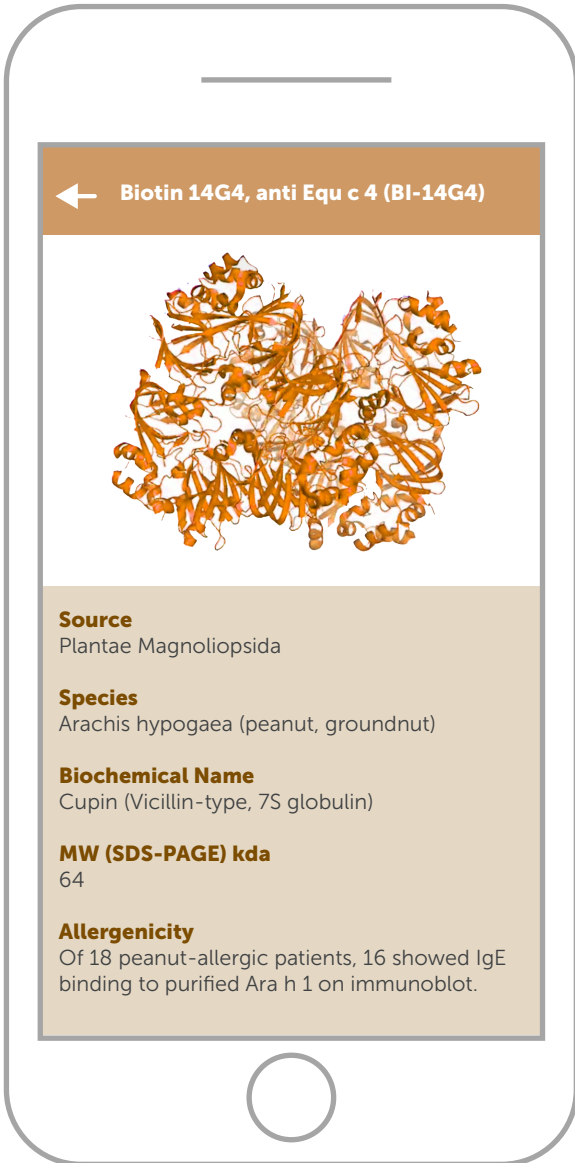 Biotin 14G4, anti Equ c 4 (BI-14G4)
Source
Plantae Magnoliopsida
Species
Arachis hypogaea (peanut, groundnut)
Biochemical Name
Cupin (Vicillin-type, 7S globulin)
MW (SDS-PAGE) kda
64
Allergenicity
Of 18 peanut-allergic patients, 16 showed IgE
binding to purified Ara h 1 on immunoblot.